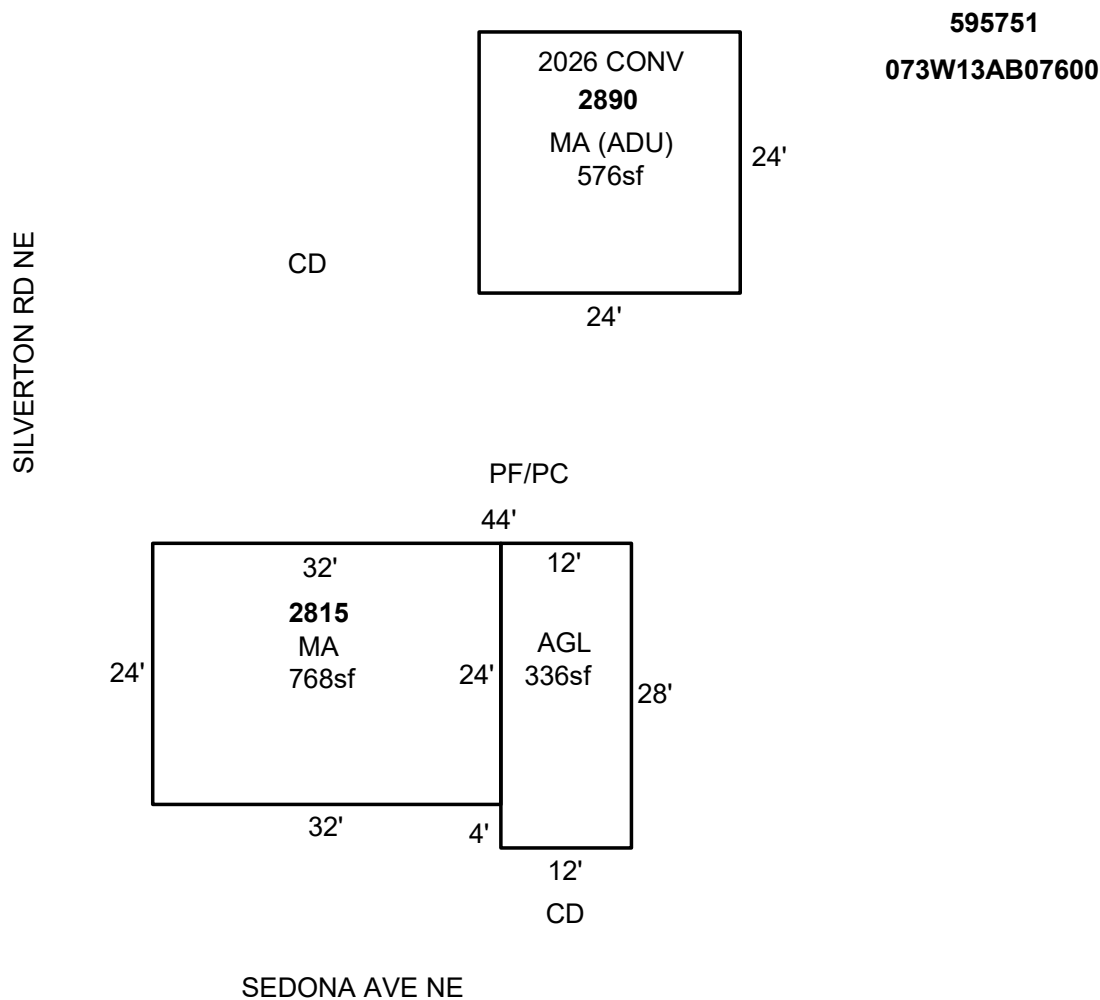 595751
073W13AB07600
2026 CONV
2890
MA (ADU)
576sf
24'
24'
SILVERTON RD NE
CD
PF/PC
44'
32'
12'
2815
MA
768sf
24'
24'
AGL
336sf
28'
32'
4'
12'
CD
SEDONA AVE NE